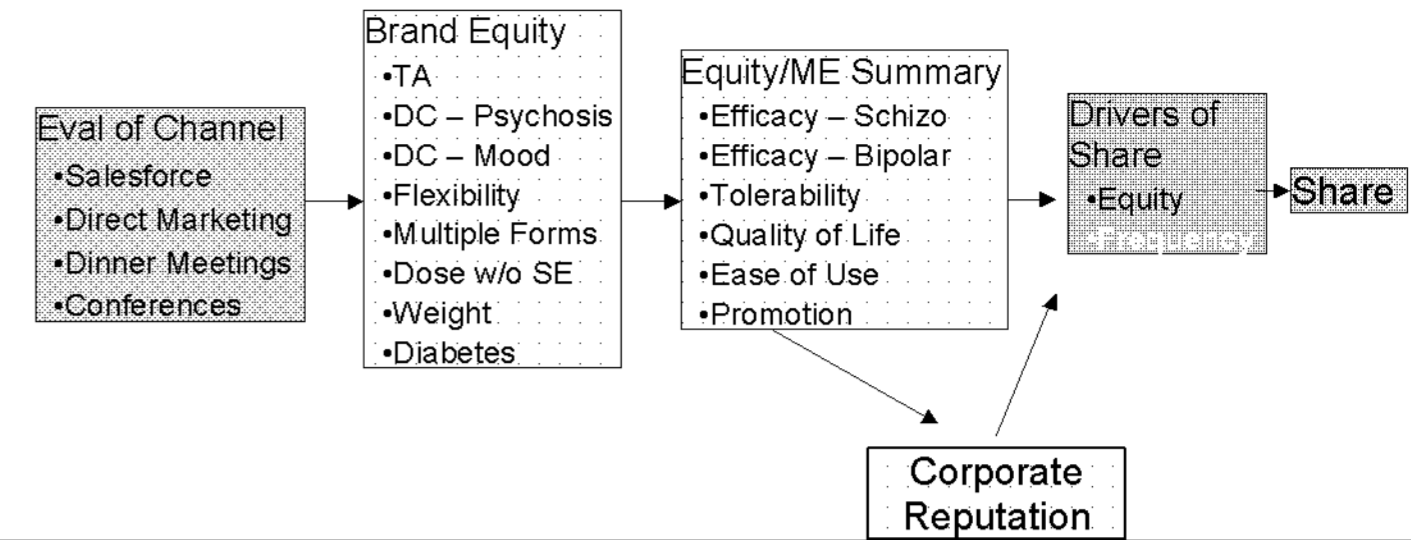 Eval of Channel
•Salesforce
•Direct Marketing
•Dinner Meetings
•Conferences
Brand Equity
•TA
•DC – Psychosis
•DC – Mood
•Flexibility
•Multiple Forms
•Dose w/o SE
•Weight
•Diabetes
Equity/ME Summary
•Efficacy – Schizo
•Efficacy – Bipolar
•Tolerability
•Quality of Life
•Ease of Use
•Promotion
Drivers of
Share
•Equity
•Frequency
Share
Corporate
Reputation